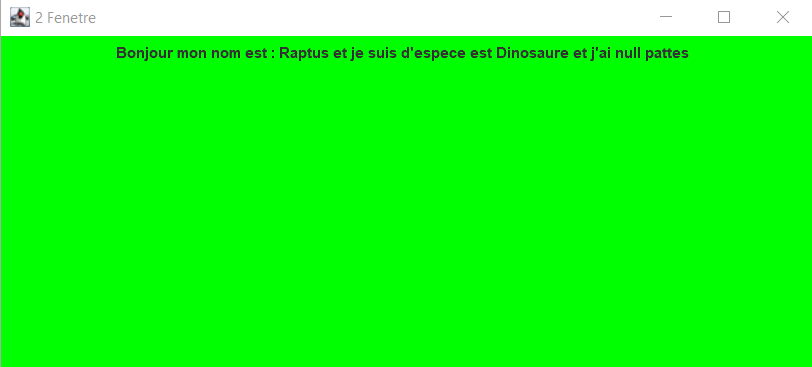 2 Fenetre
Bonjour mon nom est : Raptus et je suis d'espece est Dinosaure et j'ai null pattes